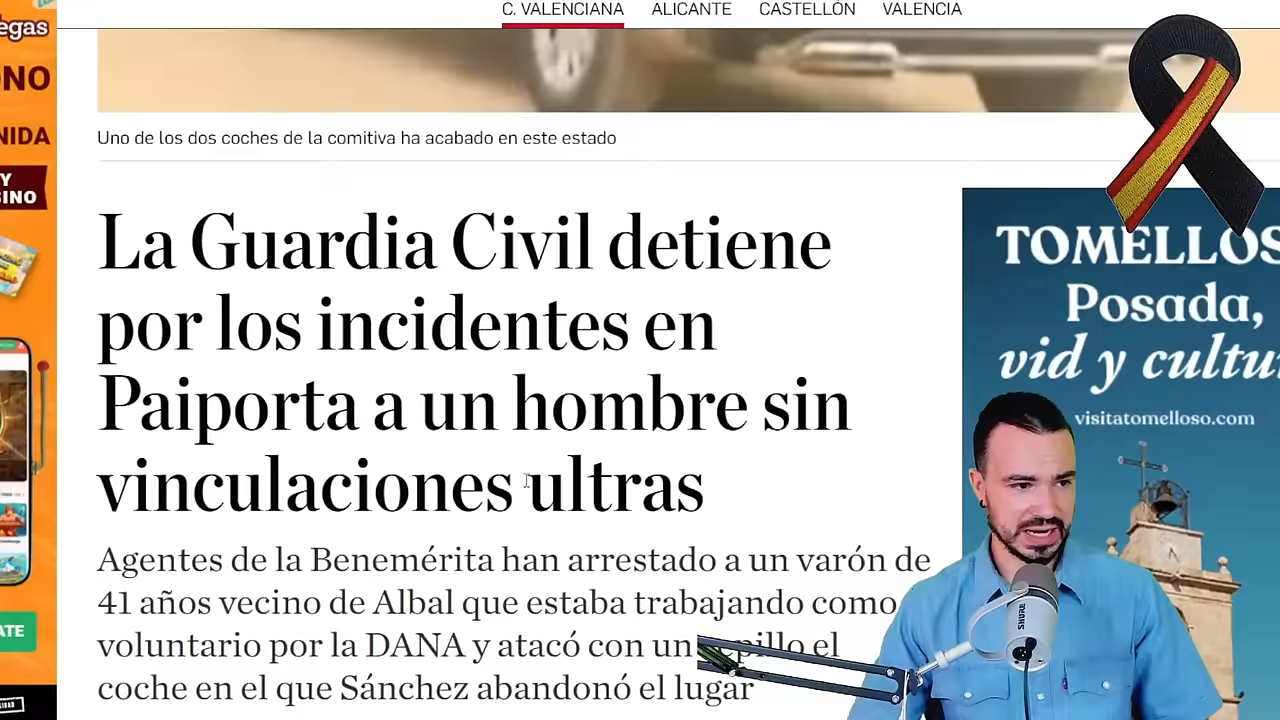 C. VALENCIANA ALICANTE CASTELLÓN VALENCIA
Uno de los dos coches de la comitiva ha acabado en este estado
La Guardia Civil detiene
por los incidentes en
Paiporta a un hombre sin
vinculaciones ultras
Agentes de la Benemérita han arrestado a un varón de
41 años vecino de Albal que estaba trabajando como
voluntario por la DANA y atacó con un el
coche en el que Sánchez abandonó el lugar
TOMELLOS
Posada,
vid y cultu
visitatomelloso.com
SHURE
egas
NO
NIDA
Y
SINO
ATE